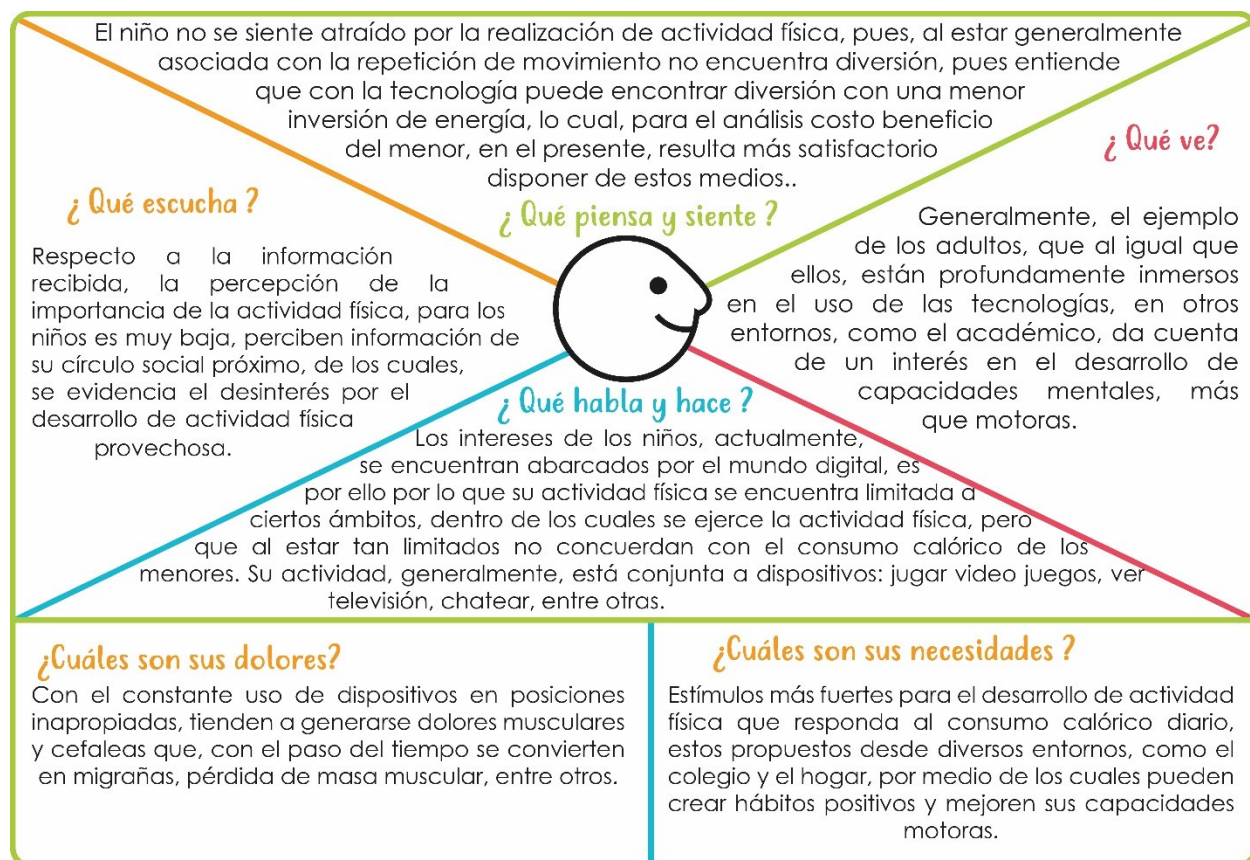 El niño no se siente atraído por la realización de actividad física, pues, al estar generalmente
asociada con la repetición de movimiento no encuentra diversión, pues entiende
que con la tecnología puede encontrar diversión con una menor
inversión de energía, lo cual, para el análisis costo beneficio
del menor, en el presente, resulta más satisfactorio
disponer de estos medios..
¿ Qué piensa y siente ?
¿ Qué escucha ?
Respecto a la información
recibida, la percepción de la
importancia de la actividad física, para los
niños es muy baja, perciben información de
su círculo social próximo, de los cuales,
se evidencia el desinterés por el
desarrollo de actividad física
provechosa.
¿ Qué ve?
Generalmente, el ejemplo
de los adultos, que al igual que
ellos, están profundamente inmersos
en el uso de las tecnologías, en otros
entornos, como el académico, da cuenta
de un interés en el desarrollo de
capacidades mentales, más
que motoras.
¿ Qué habla y hace ?
Los intereses de los niños, actualmente,
se encuentran abarcados por el mundo digital, es
por ello por lo que su actividad física se encuentra limitada a
ciertos ámbitos, dentro de los cuales se ejerce la actividad física, pero
que al estar tan limitados no concuerdan con el consumo calórico de los
menores. Su actividad, generalmente, está conjunta a dispositivos: jugar video juegos, ver
televisión, chatear, entre otras.
¿Cuáles son sus dolores?
Con el constante uso de dispositivos en posiciones
inapropiadas, tienden a generarse dolores musculares
y cefaleas que, con el paso del tiempo se convierten
en migrañas, pérdida de masa muscular, entre otros.
¿Cuáles son sus necesidades ?
Estímulos más fuertes para el desarrollo de actividad
física que responda al consumo calórico diario,
estos propuestos desde diversos entornos, como el
colegio y el hogar, por medio de los cuales pueden
crear hábitos positivos y mejoren sus capacidades
motoras.